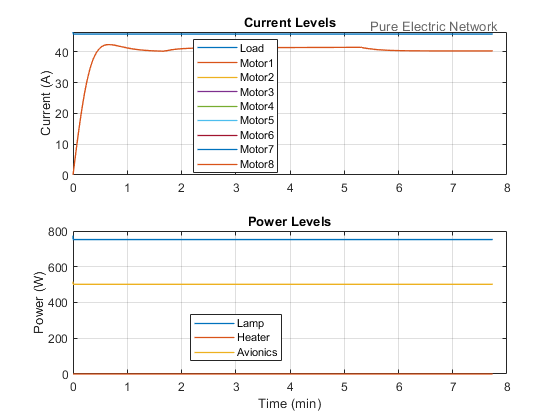 Pure Electric Network
Current Levels
Current (A)
40
30
20
10
0
0 1 2 3 4 5 6 7 8
Load
Motor1
Motor2
Motor3
Motor4
Motor5
Motor6
Motor7
Motor8
Power Levels
Power (W)
800
600
400
200
0
0 1 2 3 4 5 6 7 8
Lamp
Heater
Avionics
Time (min)